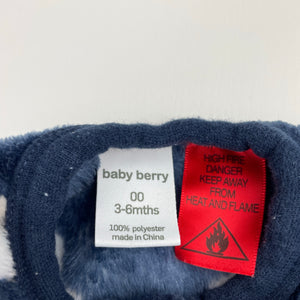 baby berry
00
3-6mths
100% polyester
made in China
HIGH FIRE
DANGER
KEEP AWAY
FROM
HEAT AND FLAME